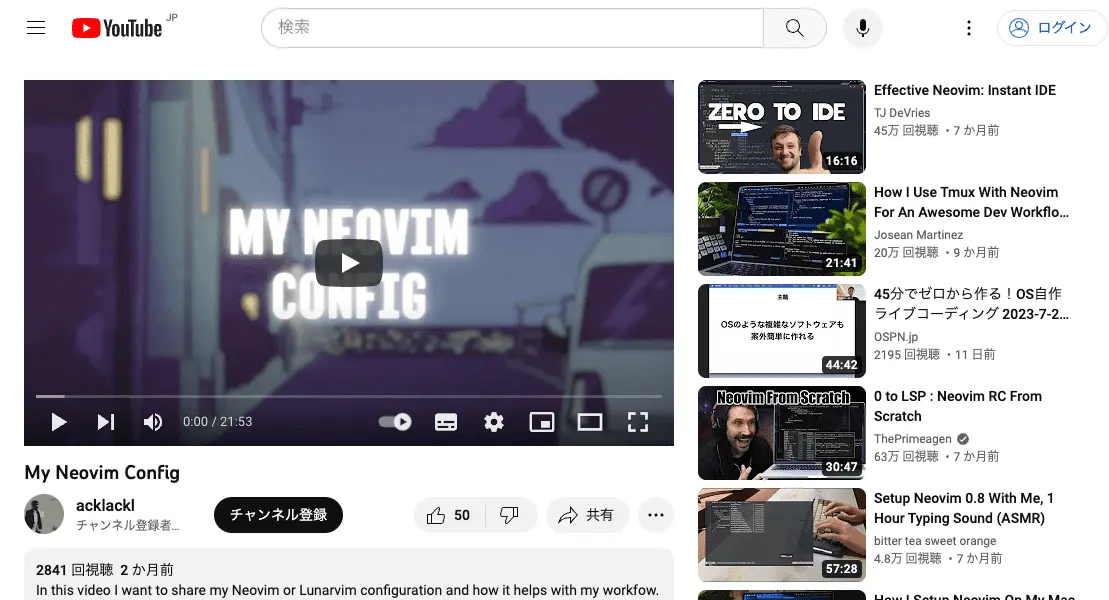 YouTube JP
検索
ログイン
MY NEOVIM
CONFIG
0:00 / 21:53
My Neovim Config
acklackl
チャンネル登録者…
チャンネル登録
50
共有
2841 回視聴 2 か月前
In this video I want to share my Neovim or Lunarvim configuration and how it helps with my workfow.
ZERO TO IDE
16:16
Effective Neovim: Instant IDE
TJ DeVries
45万 回視聴 ・7 か月前
21:41
How I Use Tmux With Neovim
For An Awesome Dev Workflo…
Josean Martinez
20万 回視聴 ・9 か月前
主題
OSのような複雑なソフトウェアも
案外簡単に作れる
44:42
45分でゼロから作る！OS自作
ライブコーディング 2023-7-2…
OSPN.jp
2195 回視聴 ・11 日前
Neovim From Scratch
30:47
0 to LSP : Neovim RC From
Scratch
ThePrimeagen
63万 回視聴 ・7 か月前
57:28
Setup Neovim 0.8 With Me, 1
Hour Typing Sound (ASMR)
bitter tea sweet orange
4.8万 回視聴 ・7 か月前
How I Setup Neovim On My Mac